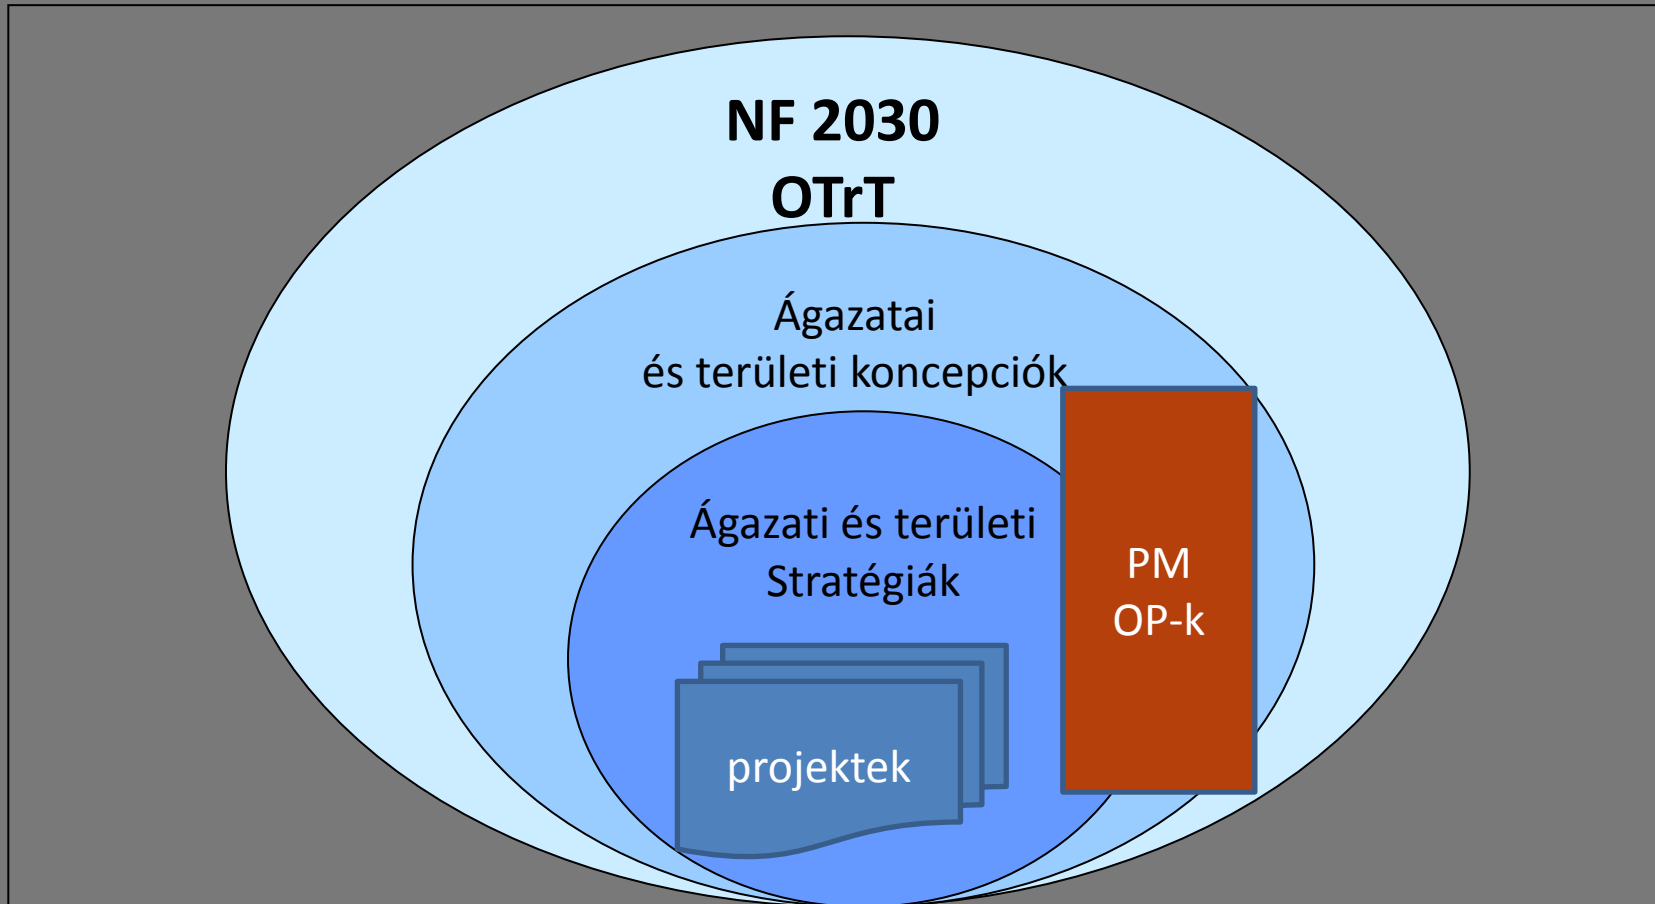 NF 2030
OTrT
Ágazatai
és területi koncepciók
Ágazati és területi
Stratégiák
PM
OP-k
projektek